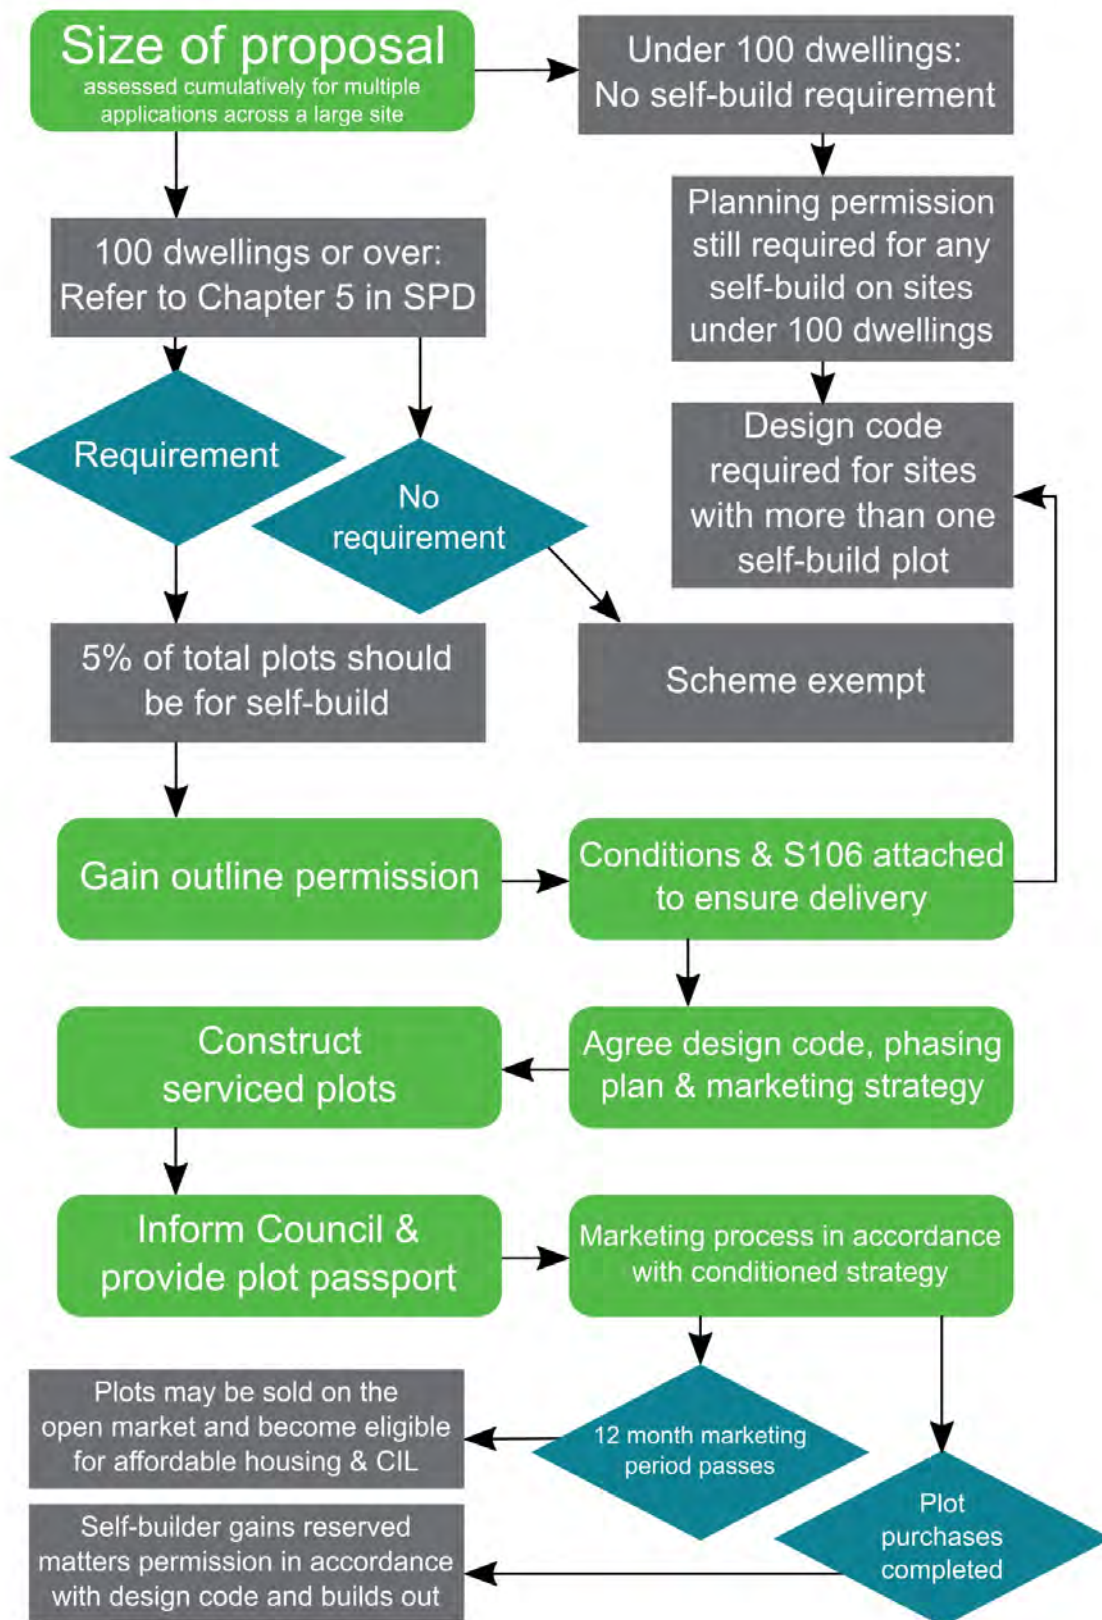 Size of proposal
assessed cumulatively for multiple
applications across a large site
Under 100 dwellings:
No self-build requirement
100 dwellings or over:
Refer to Chapter 5 in SPD
Planning permission
still required for any
self-build on sites
under 100 dwellings
Requirement
No
requirement
Design code
required for sites
with more than one
self-build plot
5% of total plots should
be for self-build
Scheme exempt
Gain outline permission
Conditions & S106 attached
to ensure delivery
Construct
serviced plots
Agree design code, phasing
plan & marketing strategy
Inform Council &
provide plot passport
Marketing process in accordance
with conditioned strategy
Plots may be sold on the
open market and become eligible
for affordable housing & CIL
12 month marketing
period passes
Self-builder gains reserved
matters permission in accordance
with design code and builds out
Plot
purchases
completed